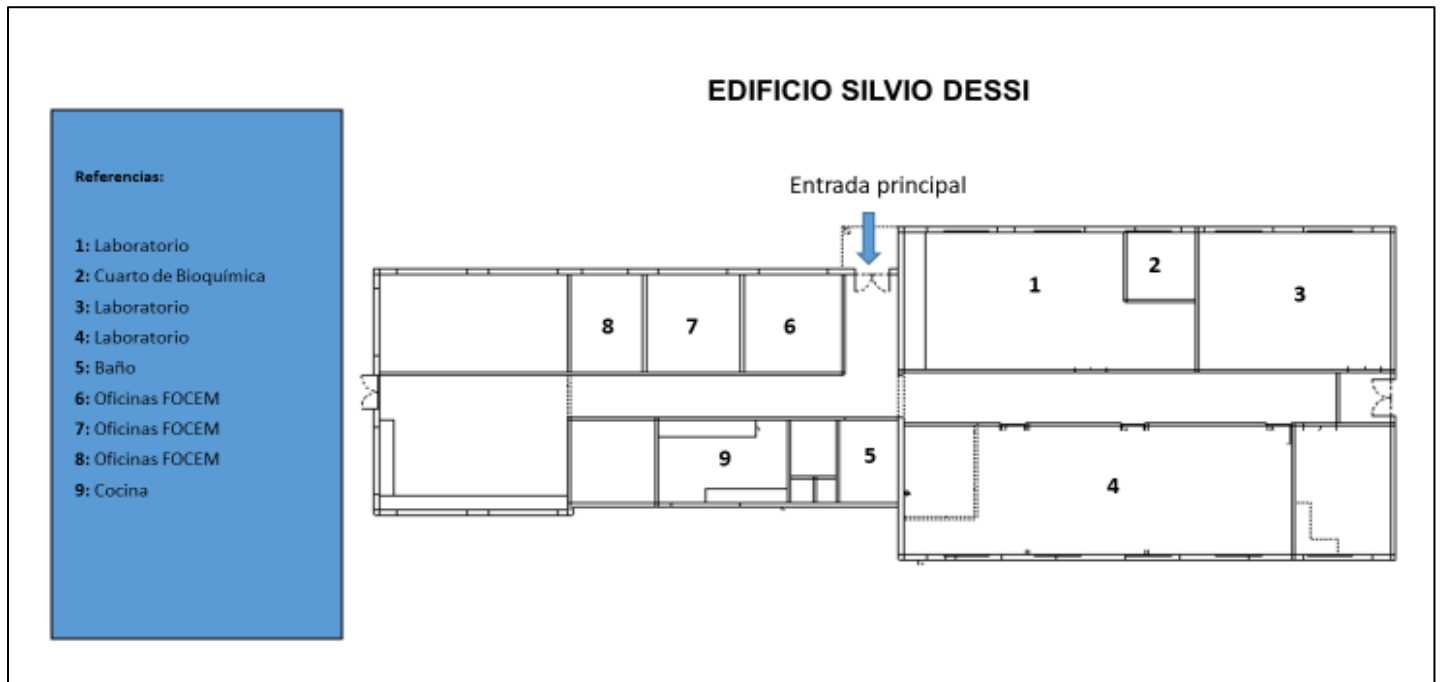 EDIFICIO SILVIO DESSI
Referencias:
1: Laboratorio
2: Cuarto de Bioquímica
3: Laboratorio
4: Laboratorio
5: Baño
6: Oficinas FOCEM
7: Oficinas FOCEM
8: Oficinas FOCEM
9: Cocina
Entrada principal
1
2
3
8
7
6
9
5
4